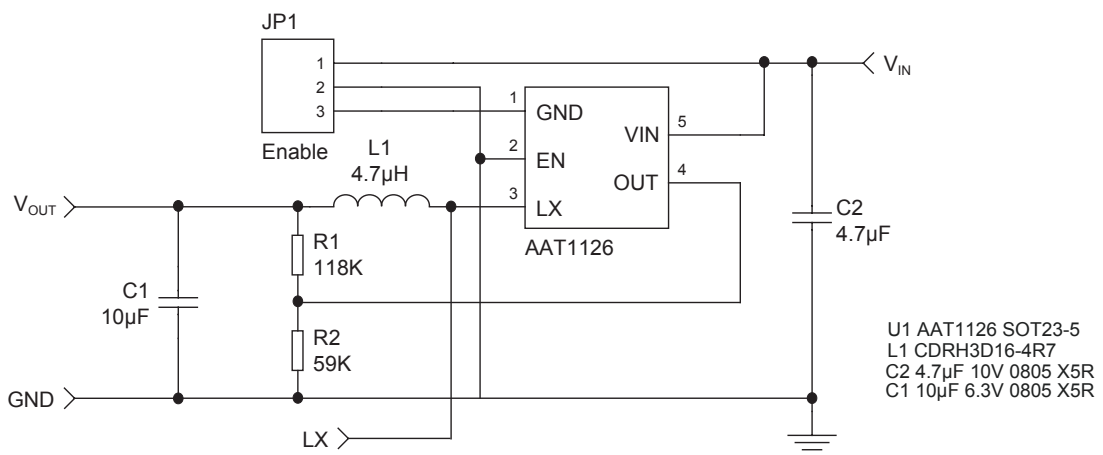 JP1
1
2
3
Enable
V_IN
1
GND
2
EN
3
LX
VIN
5
OUT
4
AAT1126
L1
4.7µH
V_OUT
C1
10µF
R1
118K
R2
59K
C2
4.7µF
GND
LX
U1 AAT1126 SOT23-5
L1 CDRH3D16-4R7
C2 4.7µF 10V 0805 X5R
C1 10µF 6.3V 0805 X5R